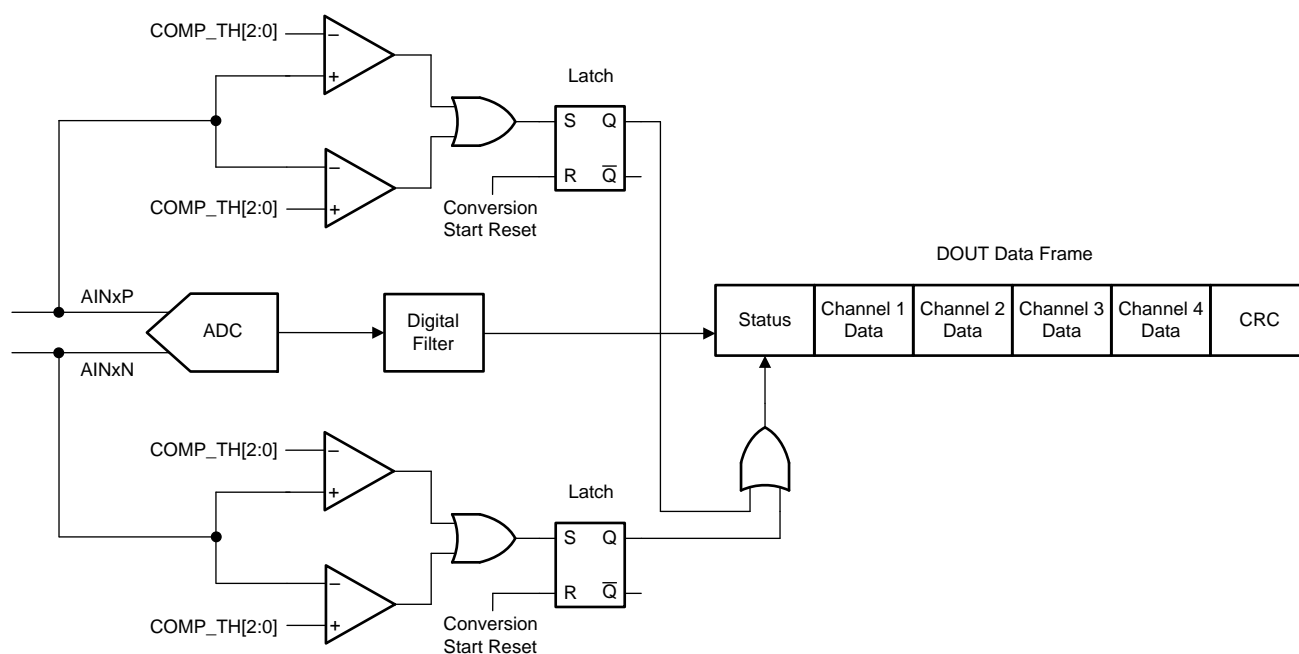 COMP_TH[2:0]
−
+
Latch
S Q
−
+
R Q̅
COMP_TH[2:0]
Conversion
Start Reset
DOUT Data Frame
AINxP
ADC
Digital
Filter
Status
Channel 1
Data
Channel 2
Data
Channel 3
Data
Channel 4
Data
CRC
AINxN
COMP_TH[2:0]
−
+
Latch
S Q
−
+
R Q̅
COMP_TH[2:0]
Conversion
Start Reset